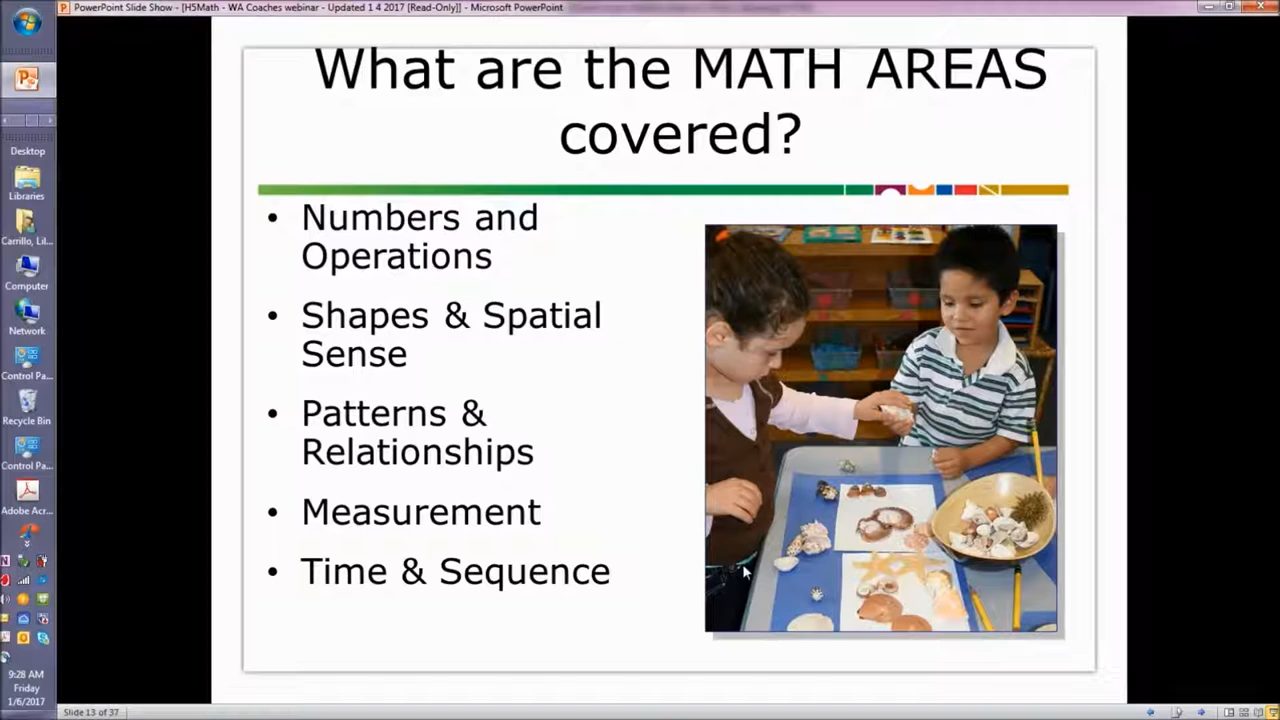 PowerPoint Slide Show - [H5Math - WA Coaches webinar - Updated 1 4 2017 [Read-Only]] - Microsoft PowerPoint
What are the MATH AREAS
covered?
• Numbers and
Operations
• Shapes & Spatial
Sense
• Patterns &
Relationships
• Measurement
• Time & Sequence
Desktop
Libraries
Carrillo, Lil...
Computer
Network
Control Pa...
Recycle Bin
Control Pa...
Adobe Acr...
9:28 AM
Friday
1/6/2017
Slide 13 of 37